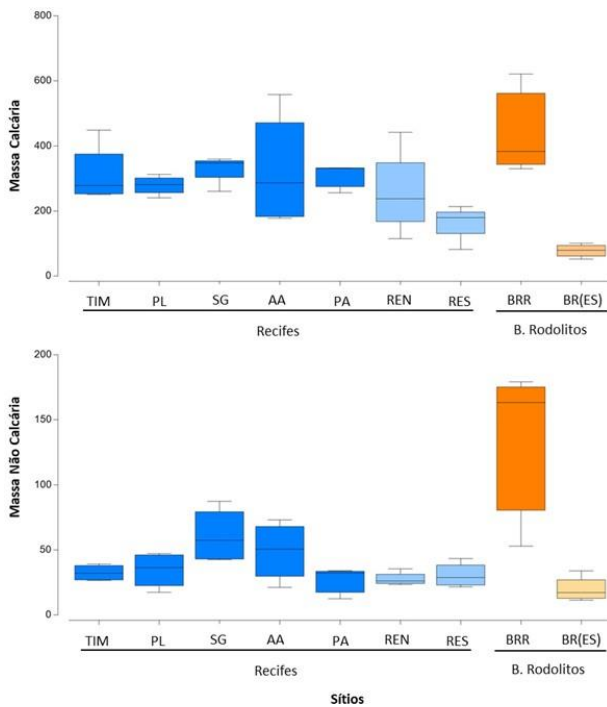 800
600
400
200
0
Massa Calcária
TIM PL SG AA PA REN RES BRR BR(ES)
Recifes B. Rodolitos
200
150
100
50
0
Massa Não Calcária
TIM PL SG AA PA REN RES BRR BR(ES)
Recifes B. Rodolitos
Sítios